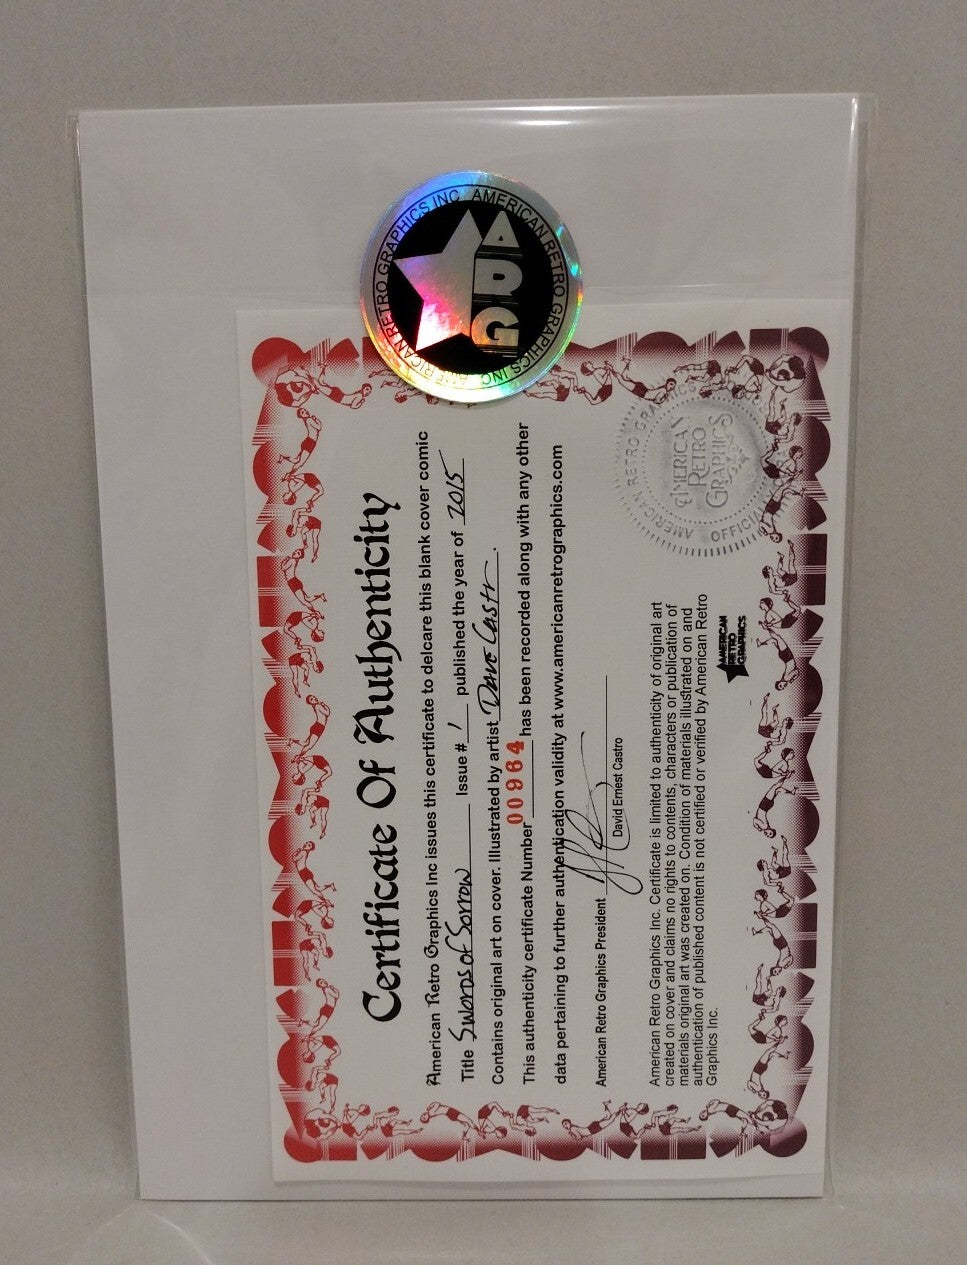 AMERICAN RETRO GRAPHICS INC. AMERICAN RETRO GRAPHICS INC.
ARG
Certificate Of Authenticity
American Retro Graphics Inc issues this certificate to delcare this blank cover comic
Title Swords of Sorrow Issue # 1 published the year of 2015
Contains original art on cover. Illustrated by artist Dave Castr.
This authenticity certificate Number 00964 has been recorded along with any other
data pertaining to further authentication validity at www.americanretrographics.com
American Retro Graphics President
David Ernest Castro
American Retro Graphics Inc. Certificate is limited to authenticity of original art
created on cover and claims no rights to contents, characters or publication of
materials original art was created on. Condition of materials illustrated on and
authentication of published content is not certified or verified by American Retro
Graphics Inc.
AMERICAN
RETRO
GRAPHICS
AMERICAN RETRO GRAPHICS
OFFICI
AMERICAN
RETRO
GRAPHICS